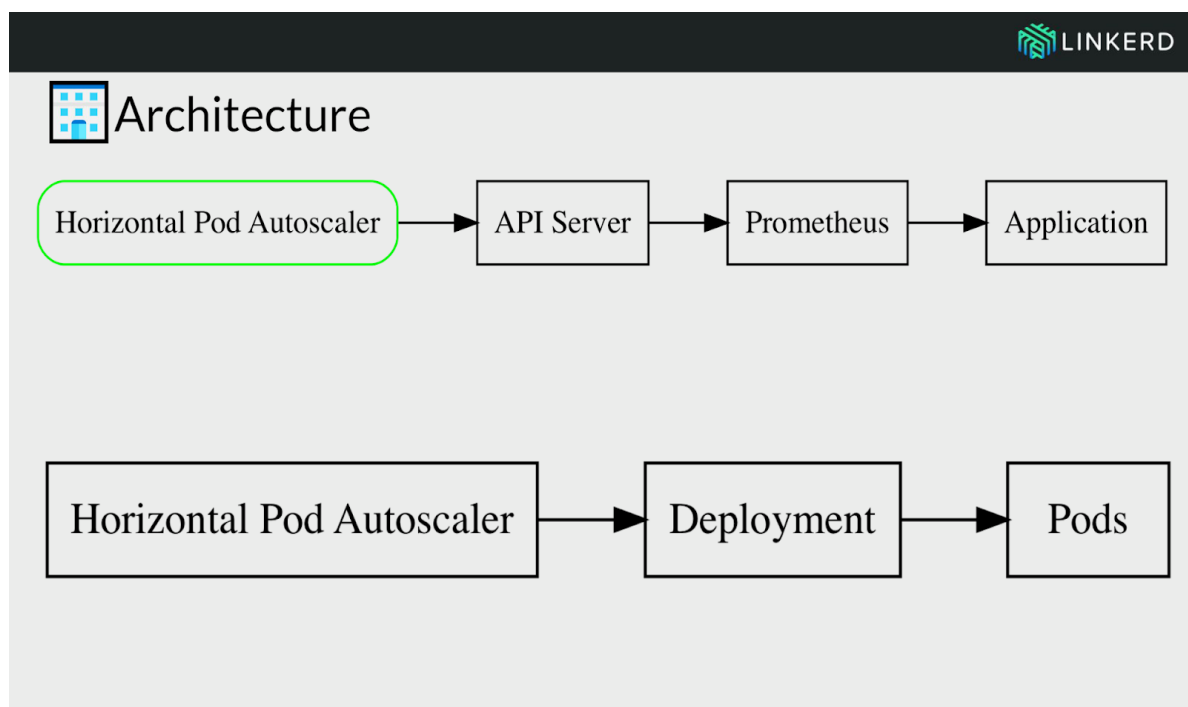 LINKERD
Architecture
Horizontal Pod Autoscaler
API Server
Prometheus
Application
Horizontal Pod Autoscaler
Deployment
Pods